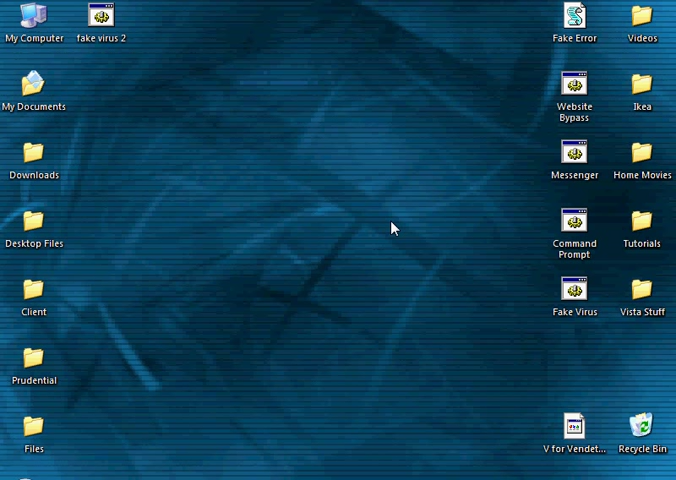 My Computer
fake virus 2
Fake Error
Videos
My Documents
Website
Bypass
Ikea
Downloads
Messenger
Home Movies
Desktop Files
Command
Prompt
Tutorials
Client
Fake Virus
Vista Stuff
Prudential
Files
V for Vendet...
Recycle Bin